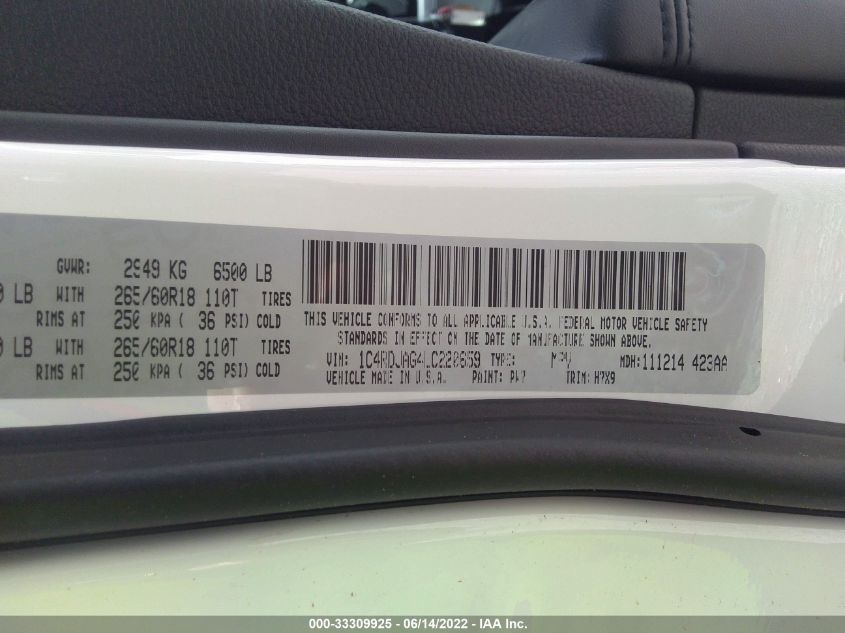 GVWR: 2949 KG 6500 LB
0 LB WITH 265/60R18 110T TIRES
RIMS AT 250 KPA ( 36 PSI) COLD
0 LB WITH 265/60R18 110T TIRES
RIMS AT 250 KPA ( 36 PSI) COLD
THIS VEHICLE CONFORMS TO ALL APPLICABLE U.S.A. FEDERAL MOTOR VEHICLE SAFETY
STANDARDS IN EFFECT ON THE DATE OF MANUFACTURE SHOWN ABOVE.
VIN: 1C4RDJAG4LC220659 TYPE: MPV MDH: 111214 423AA
VEHICLE MADE IN U.S.A. PAINT: PW7 TRIM: H7X9
000-33309925 - 06/14/2022 - IAA Inc.